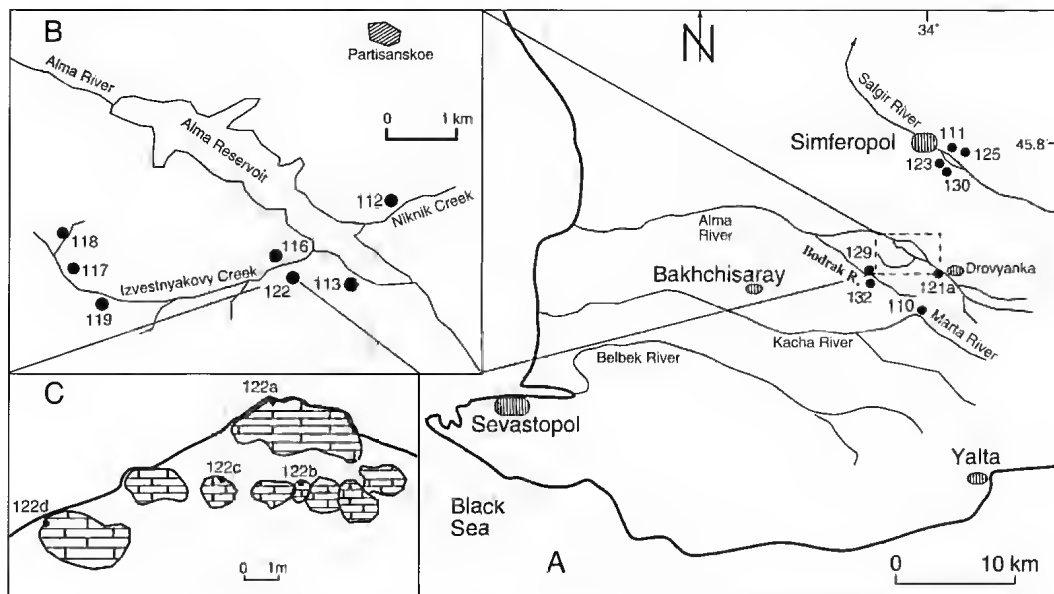 B
Partisanskoe
Alma River
0 1 km
Alma Reservoir
112
Niknik Creek
118
116
117
Izvestnyakovy Creek
122
113
119
C
122a
122c
122b
122d
0 1m
N
34°
Salgir River
111
Simferopol
45.8´
125
123
130
Alma
River
Bodrak R.
129
Drovyanka
Bakhchisaray
121a
132
110
Marta River
Kacha River
Belbek River
Sevastopol
Yalta
Black
Sea
A
0 10 km